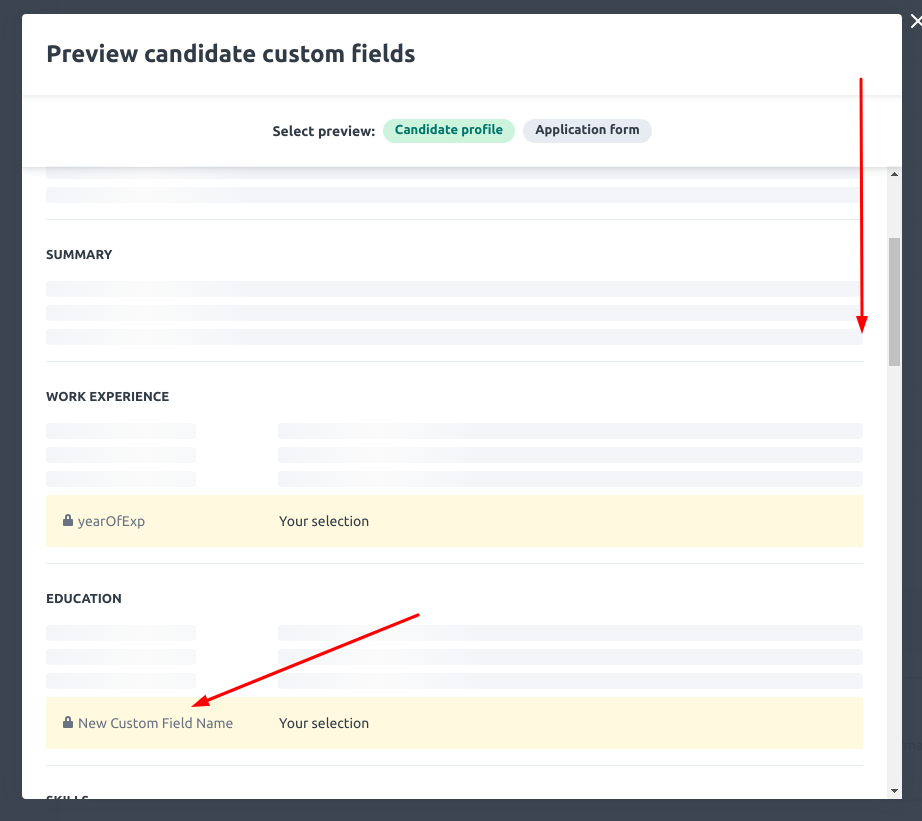 Preview candidate custom fields
Select preview: Candidate profile Application form
SUMMARY
WORK EXPERIENCE
yearOfExp Your selection
EDUCATION
New Custom Field Name Your selection
SKILLS